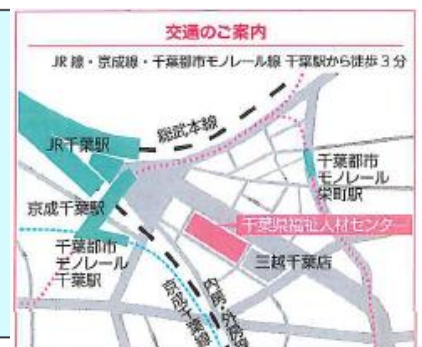 交通のご案内
JR線・京成線・千葉都市モノレール線 千葉駅から徒歩3分
総武本線
JR千葉駅
千葉都市
モノレール
栄町駅
京成千葉駅
千葉県福祉人材センター
千葉都市
モノレール
千葉駅
三越千葉店
内房・外房線
京成千葉線